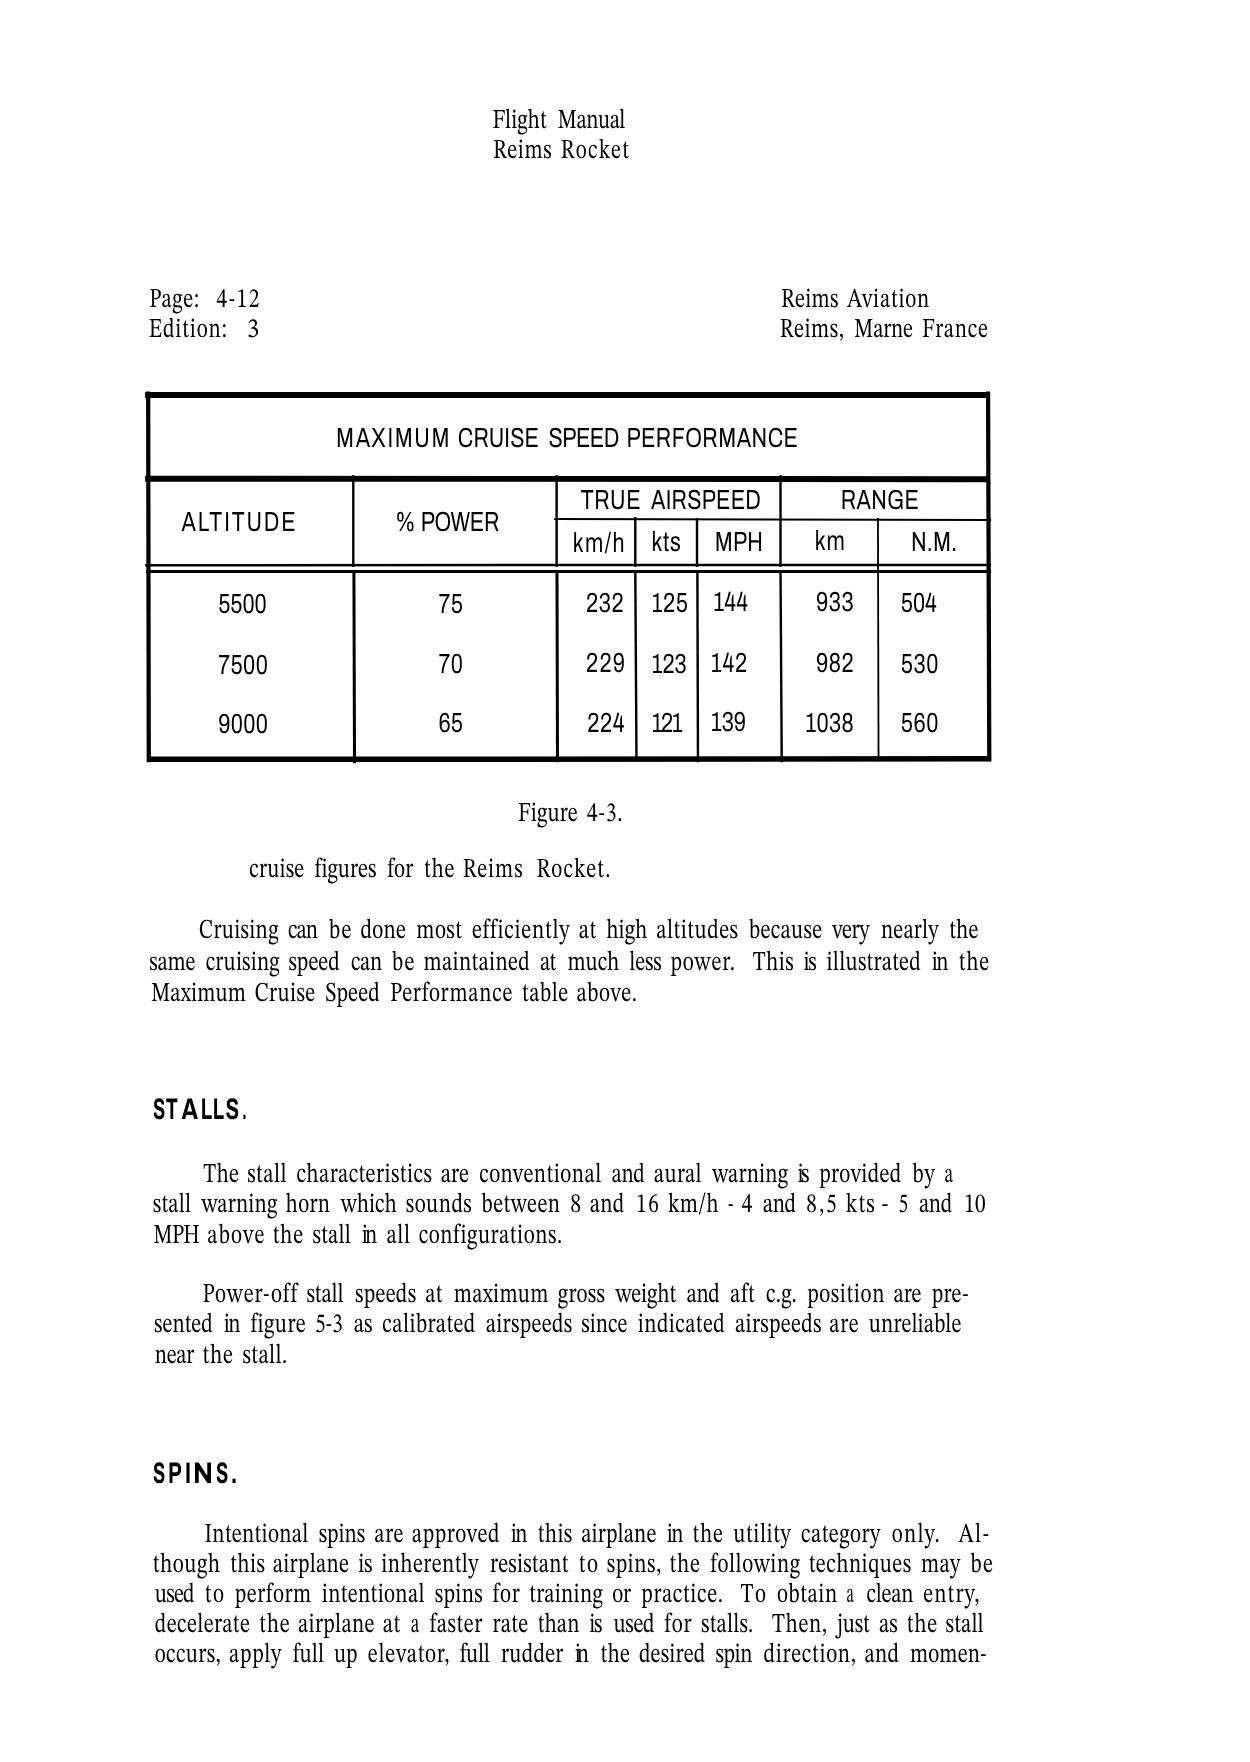 Flight Manual
Reims Rocket
Page: 4-12
Edition: 3
Reims Aviation
Reims, Marne France
MAXIMUM CRUISE SPEED PERFORMANCE
ALTITUDE % POWER TRUE AIRSPEED RANGE
km/h kts MPH km N.M.
5500 75 232 125 144 933 504
7500 70 229 123 142 982 530
9000 65 224 121 139 1038 560
Figure 4-3.
cruise figures for the Reims Rocket.
Cruising can be done most efficiently at high altitudes because very nearly the
same cruising speed can be maintained at much less power. This is illustrated in the
Maximum Cruise Speed Performance table above.
STALLS.
The stall characteristics are conventional and aural warning is provided by a
stall warning horn which sounds between 8 and 16 km/h - 4 and 8,5 kts - 5 and 10
MPH above the stall in all configurations.
Power-off stall speeds at maximum gross weight and aft c.g. position are pre-
sented in figure 5-3 as calibrated airspeeds since indicated airspeeds are unreliable
near the stall.
SPINS.
Intentional spins are approved in this airplane in the utility category only. Al-
though this airplane is inherently resistant to spins, the following techniques may be
used to perform intentional spins for training or practice. To obtain a clean entry,
decelerate the airplane at a faster rate than is used for stalls. Then, just as the stall
occurs, apply full up elevator, full rudder in the desired spin direction, and momen-